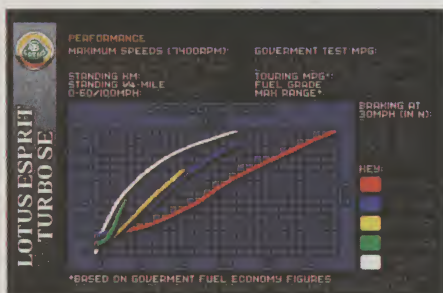 LOTUS
LOTUS ESPRIT
TURBO SE
PERFORMANCE
MAXIMUM SPEEDS (7400RPM):
STANDING KM:
STANDING 1/4-MILE
0-60/100MPH:
GOVERMENT TEST MPG:
TOURING MPG*:
FUEL GRADE
MAX RANGE*
BRAKING AT
30MPH (IN N):
KEY:
*BASED ON GOVERMENT FUEL ECONOMY FIGURES